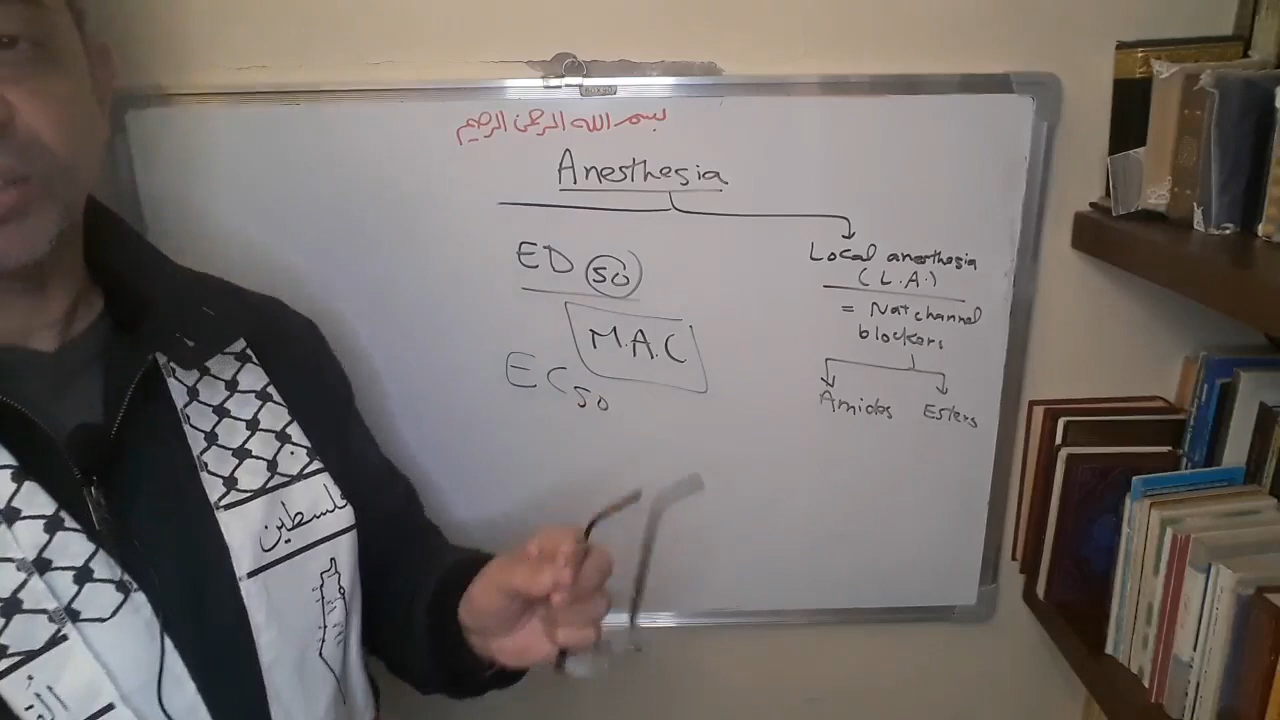 بسم الله الرحمن الرحيم
Anesthesia
ED 50
M.A.C
EC50
Local anesthesia
(L.A.)
= Na+ channel
blockers
Amides Esters
فلسطين